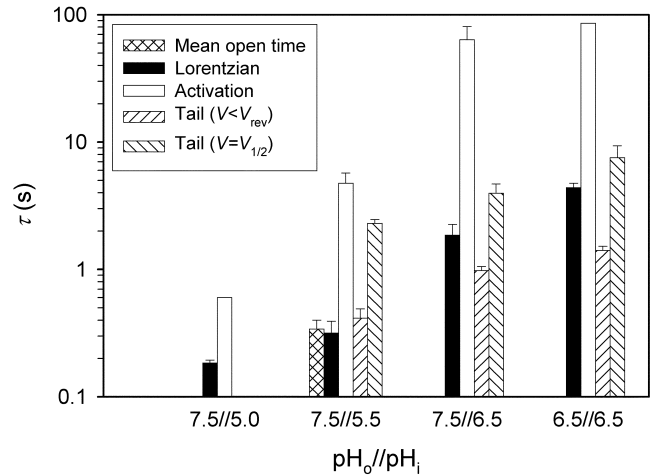 100
10
1
0.1
τ (s)
Mean open time
Lorentzian
Activation
Tail (V<Vrev)
Tail (V=V1/2)
7.5//5.0 7.5//5.5 7.5//6.5 6.5//6.5
pHo//pHi